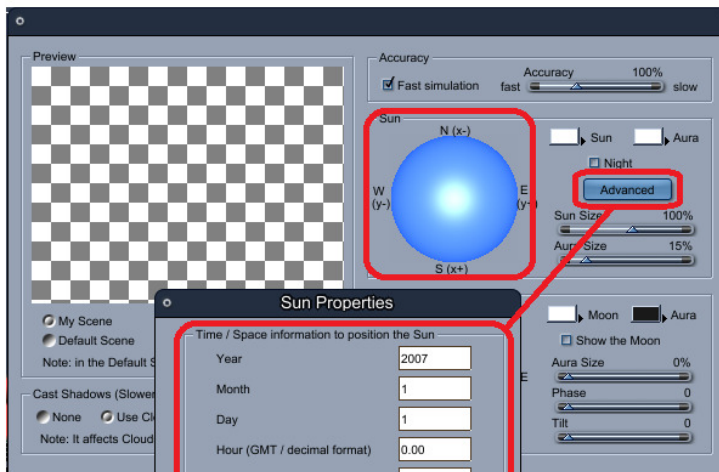 Preview
My Scene
Default Scene
Note: in the Default S
Cast Shadows (Slower
None Use Cl
Note: It affects Cloud
Accuracy
Fast simulation
Accuracy 100%
fast slow
Sun
N (x-)
W (y-)
E (y+)
S (x+)
Sun Aura
Night
Advanced
Sun Size 100%
Aura Size 15%
Moon Aura
Show the Moon
E
Aura Size 0%
Phase 0
Tilt 0
Sun Properties
Time / Space information to position the Sun
Year 2007
Month 1
Day 1
Hour (GMT / decimal format) 0.00